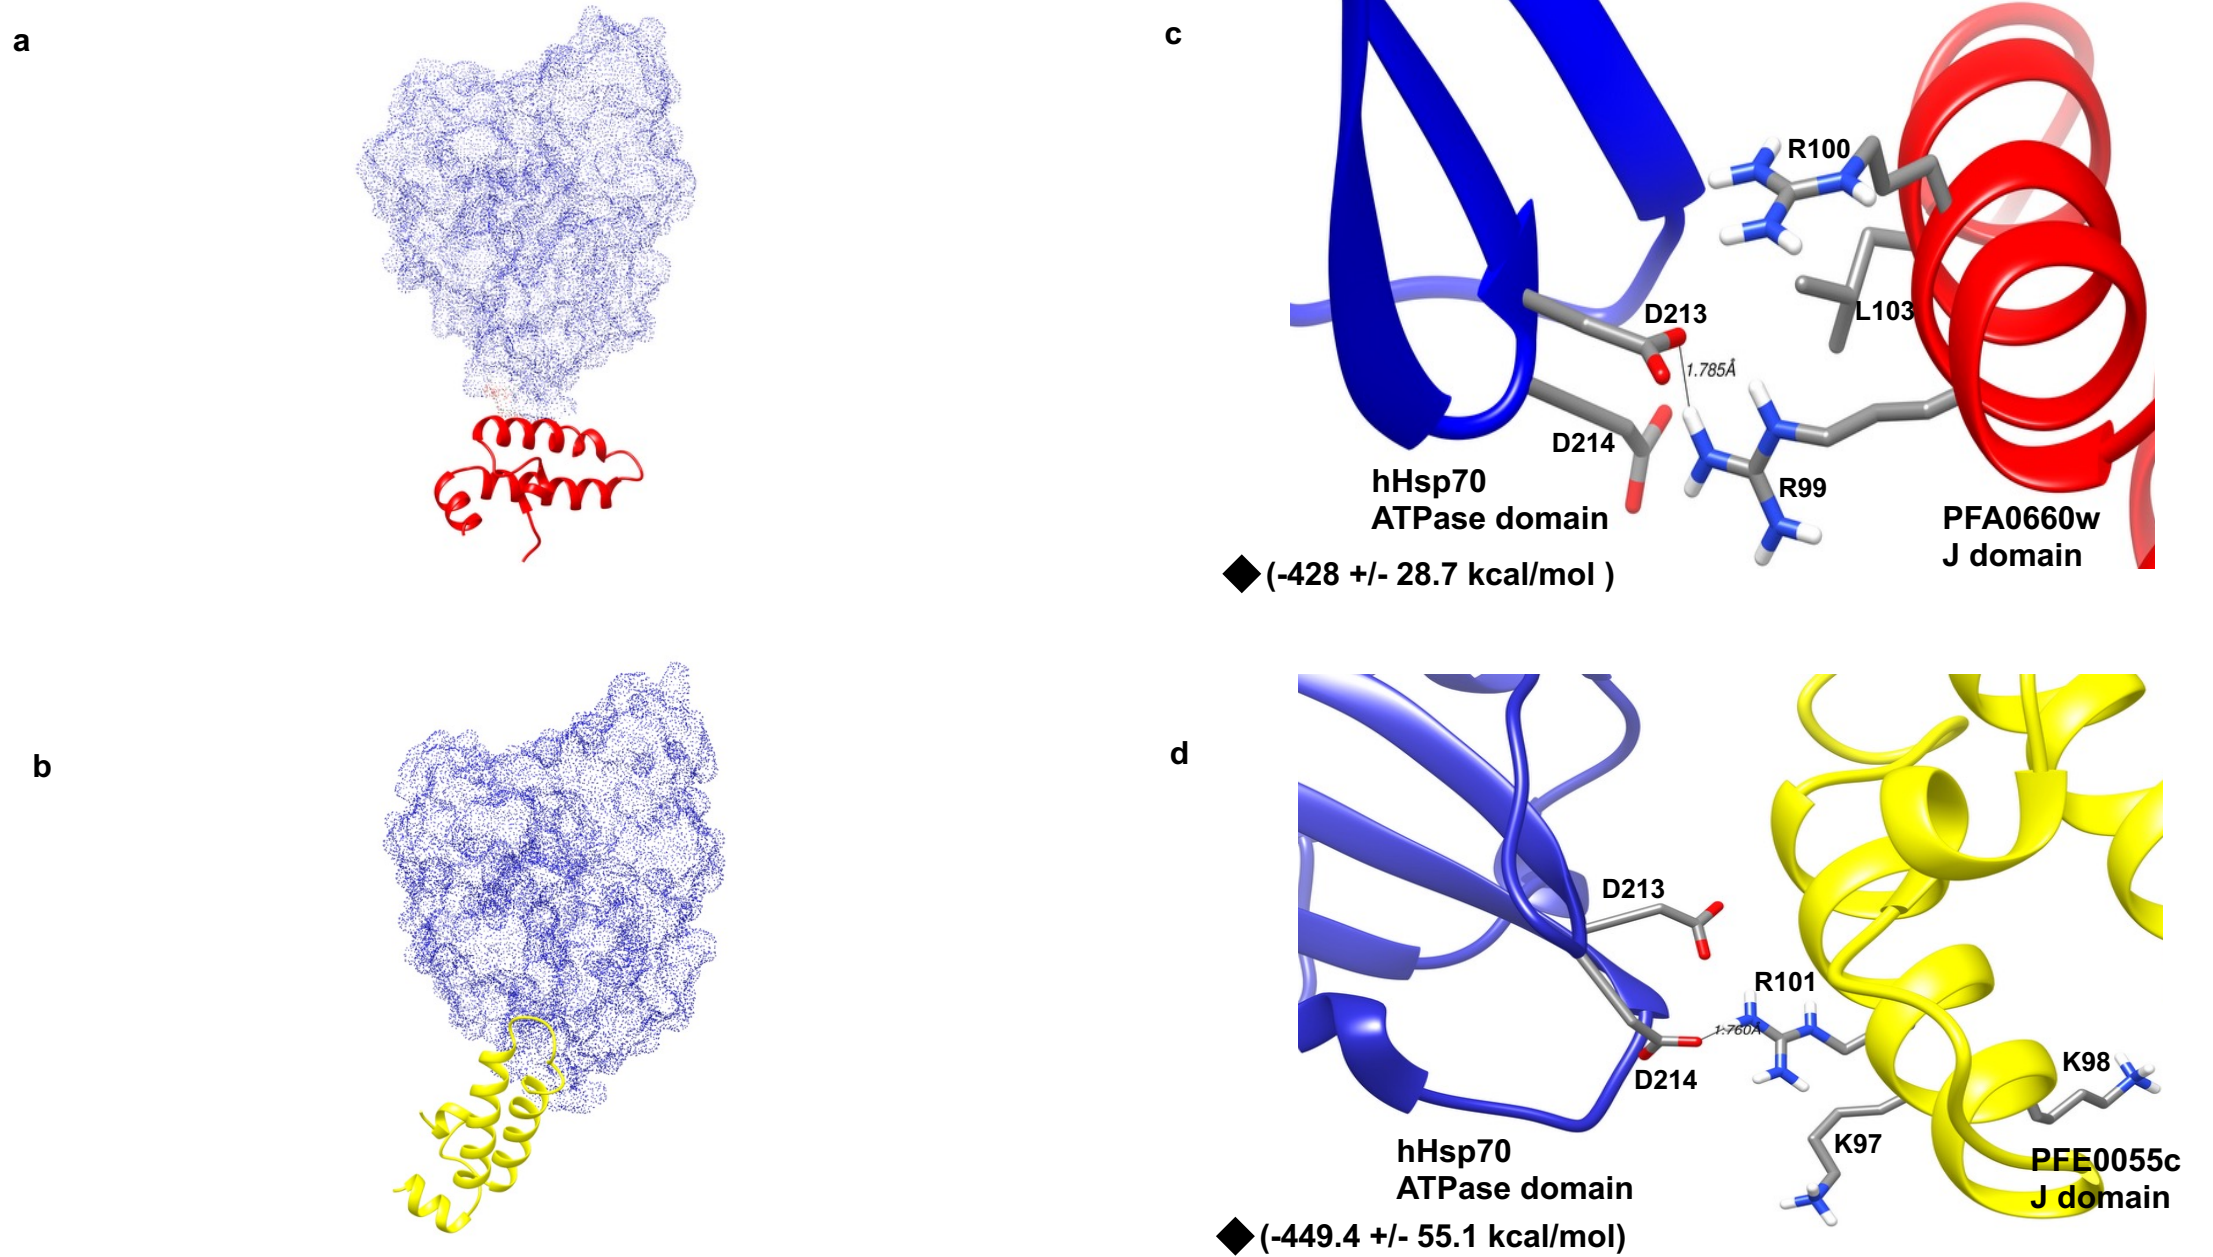 a
c
R100
D213
L103
1.785Å
D214
R99
hHsp70
ATPase domain
PFA0660w
J domain
(-428 +/- 28.7 kcal/mol )
b
d
D213
R101
1.760Å
D214
K98
K97
hHsp70
ATPase domain
PFE0055c
J domain
(-449.4 +/- 55.1 kcal/mol)